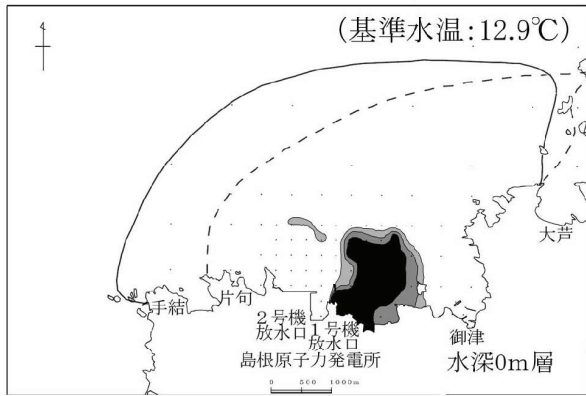 4
(基準水温:12.9℃)
大芦
手結
片句
2号機
放水口
1号機
放水口
御津
島根原子力発電所
水深0m層
0 500 1000m